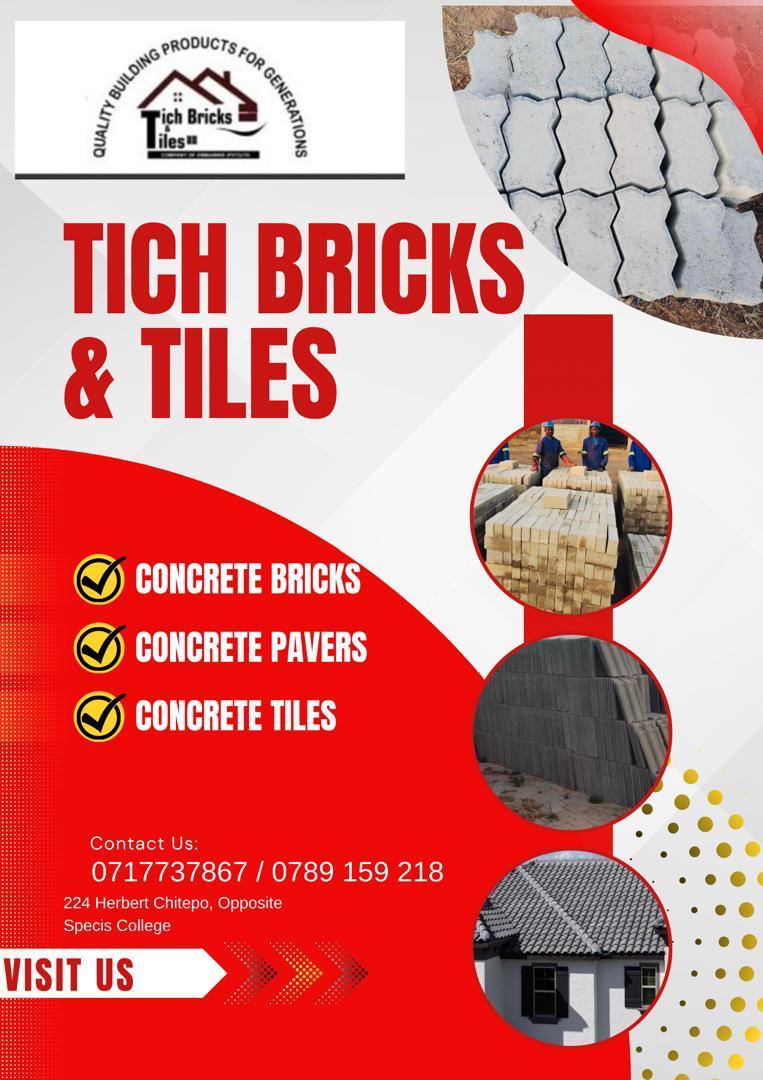 QUALITY BUILDING PRODUCTS FOR GENERATIONS
Tich Bricks
&
Tiles
TICH BRICKS
& TILES
CONCRETE BRICKS
CONCRETE PAVERS
CONCRETE TILES
Contact Us:
0717737867 / 0789 159 218
224 Herbert Chitepo, Opposite
Specis College
VISIT US